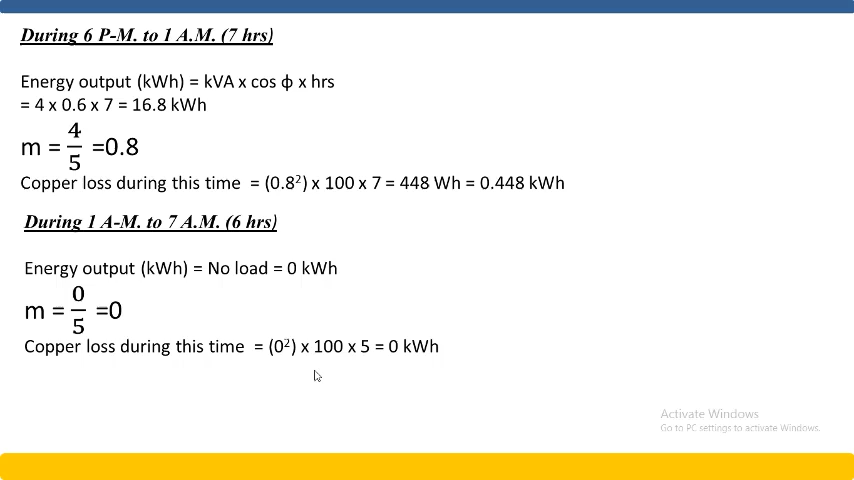 During 6 P-M. to 1 A.M. (7 hrs)
Energy output (kWh) = kVA x cos ϕ x hrs
= 4 x 0.6 x 7 = 16.8 kWh
m = 4/5 =0.8
Copper loss during this time = (0.8²) x 100 x 7 = 448 Wh = 0.448 kWh
During 1 A-M. to 7 A.M. (6 hrs)
Energy output (kWh) = No load = 0 kWh
m = 0/5 =0
Copper loss during this time = (0²) x 100 x 5 = 0 kWh
Activate Windows
Go to PC settings to activate Windows.